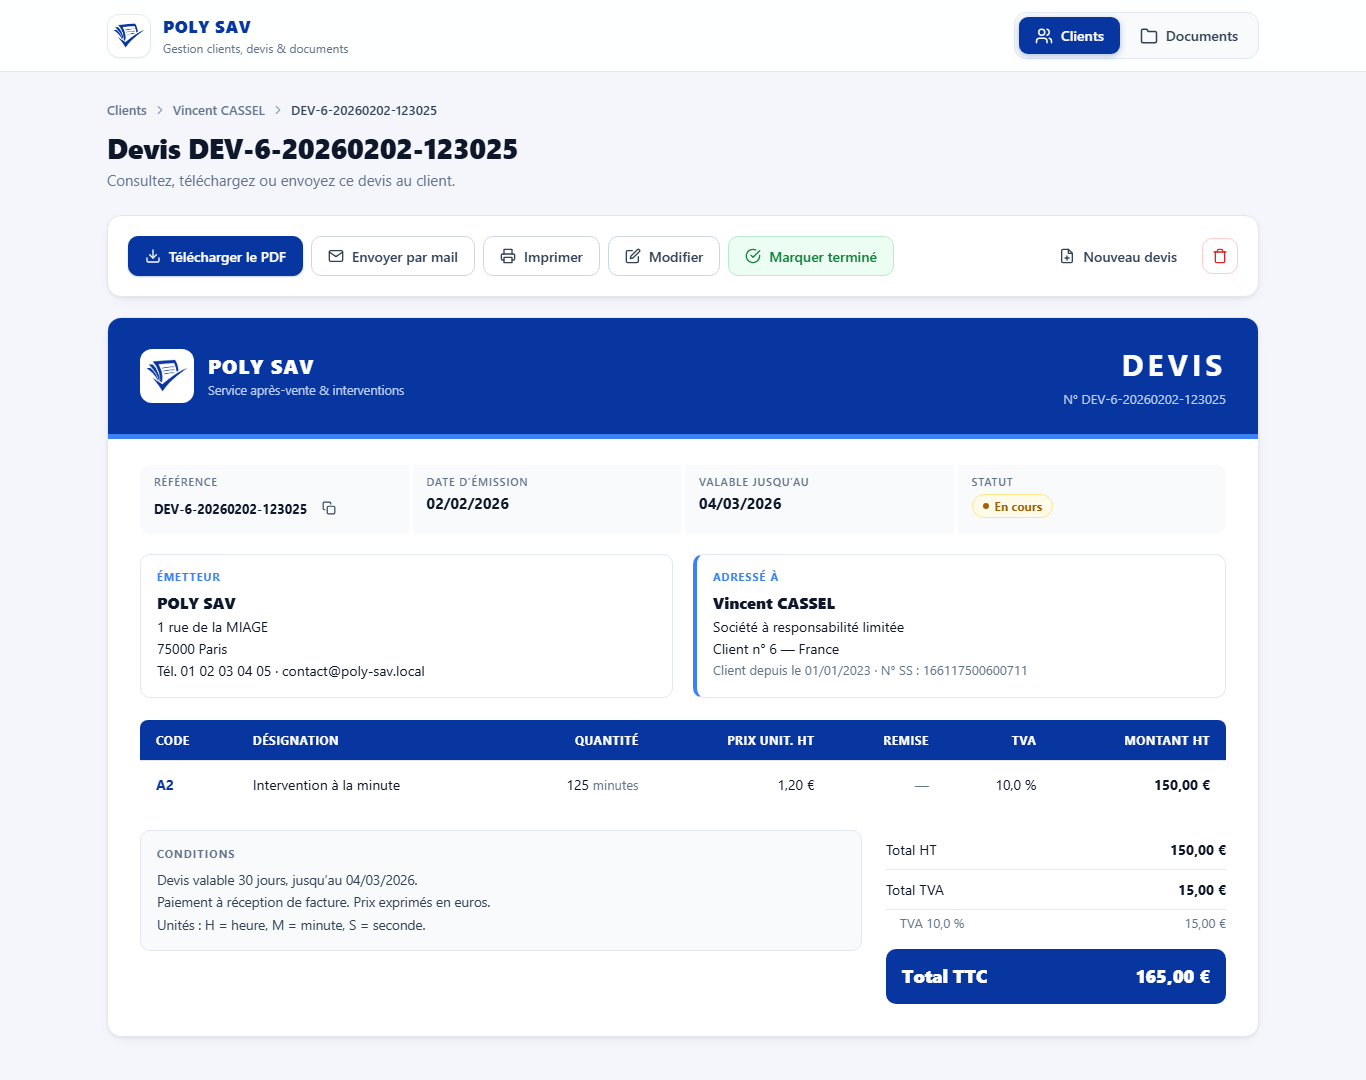 POLY SAV
Gestion clients, devis & documents
Clients
Documents
Clients > Vincent CASSEL > DEV-6-20260202-123025
Devis DEV-6-20260202-123025
Consultez, téléchargez ou envoyez ce devis au client.
Télécharger le PDF
Envoyer par mail
Imprimer
Modifier
Marquer terminé
Nouveau devis
POLY SAV
Service après-vente & interventions
DEVIS
N° DEV-6-20260202-123025
RÉFÉRENCE
DEV-6-20260202-123025
DATE D'ÉMISSION
02/02/2026
VALABLE JUSQU'AU
04/03/2026
STATUT
En cours
ÉMETTEUR
POLY SAV
1 rue de la MIAGE
75000 Paris
Tél. 01 02 03 04 05 · contact@poly-sav.local
ADRESSÉ À
Vincent CASSEL
Société à responsabilité limitée
Client n° 6 — France
Client depuis le 01/01/2023 · N° SS : 166117500600711
CODE DÉSIGNATION QUANTITÉ PRIX UNIT. HT REMISE TVA MONTANT HT
A2 Intervention à la minute 125 minutes 1,20 € — 10,0 % 150,00 €
CONDITIONS
Devis valable 30 jours, jusqu'au 04/03/2026.
Paiement à réception de facture. Prix exprimés en euros.
Unités : H = heure, M = minute, S = seconde.
Total HT 150,00 €
Total TVA 15,00 €
TVA 10,0 % 15,00 €
Total TTC 165,00 €